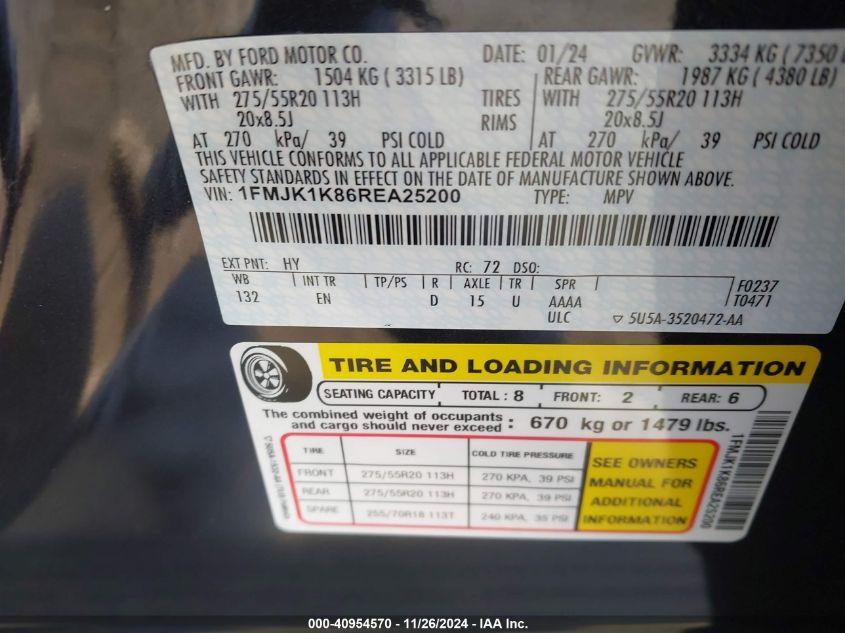 MFD. BY FORD MOTOR CO. DATE: 01/24 GVWR: 3334 KG ( 7350 L
FRONT GAWR: 1504 KG ( 3315 LB) REAR GAWR: 1987 KG ( 4380 LB)
WITH 275/55R20 113H TIRES WITH 275/55R20 113H
20x8.5J RIMS 20x8.5J
AT 270 kPa/ 39 PSI COLD AT 270 kPa/ 39 PSI COLD
THIS VEHICLE CONFORMS TO ALL APPLICABLE FEDERAL MOTOR VEHICLE
SAFETY STANDARDS IN EFFECT ON THE DATE OF MANUFACTURE SHOWN ABOVE.
VIN: 1FMJK1K86REA25200 TYPE: MPV
EXT PNT: HY RC: 72 DSO:
WB INT TR TP/PS R AXLE TR SPR F0237
132 EN D 15 U AAAA T0471
ULC ▽ 5U5A-3520472-AA
TIRE AND LOADING INFORMATION
SEATING CAPACITY TOTAL : 8 FRONT: 2 REAR: 6
The combined weight of occupants
and cargo should never exceed : 670 kg or 1479 lbs.
TIRE SIZE COLD TIRE PRESSURE
FRONT 275/55R20 113H 270 KPA, 39 PSI
REAR 275/55R20 113H 270 KPA, 39 PSI
SPARE 255/70R18 113T 240 KPA, 35 PSI
SEE OWNERS
MANUAL FOR
ADDITIONAL
INFORMATION
1FMJK1K86REA25200
000-40954570 - 11/26/2024 - IAA Inc.